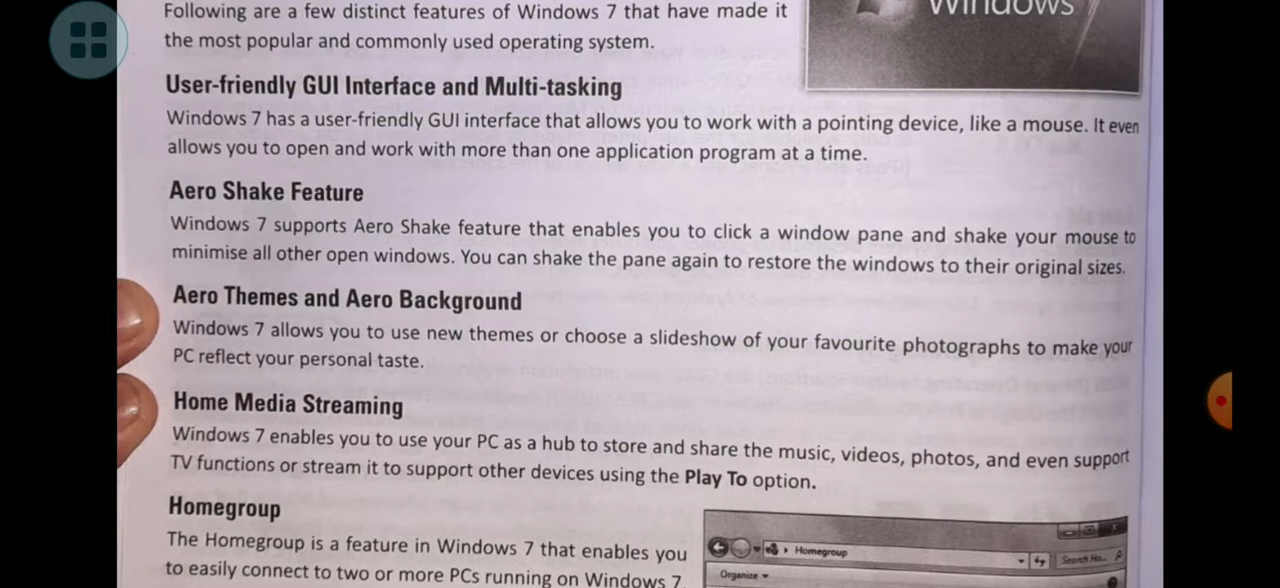 Following are a few distinct features of Windows 7 that have made it
the most popular and commonly used operating system.
Windows 7
User-friendly GUI Interface and Multi-tasking
Windows 7 has a user-friendly GUI interface that allows you to work with a pointing device, like a mouse. It even
allows you to open and work with more than one application program at a time.
Aero Shake Feature
Windows 7 supports Aero Shake feature that enables you to click a window pane and shake your mouse to
minimise all other open windows. You can shake the pane again to restore the windows to their original sizes.
Aero Themes and Aero Background
Windows 7 allows you to use new themes or choose a slideshow of your favourite photographs to make your
PC reflect your personal taste.
Home Media Streaming
Windows 7 enables you to use your PC as a hub to store and share the music, videos, photos, and even support
TV functions or stream it to support other devices using the Play To option.
Homegroup
The Homegroup is a feature in Windows 7 that enables you
to easily connect to two or more PCs running on Windows 7.
Homegroup
Search Ho...
Organize